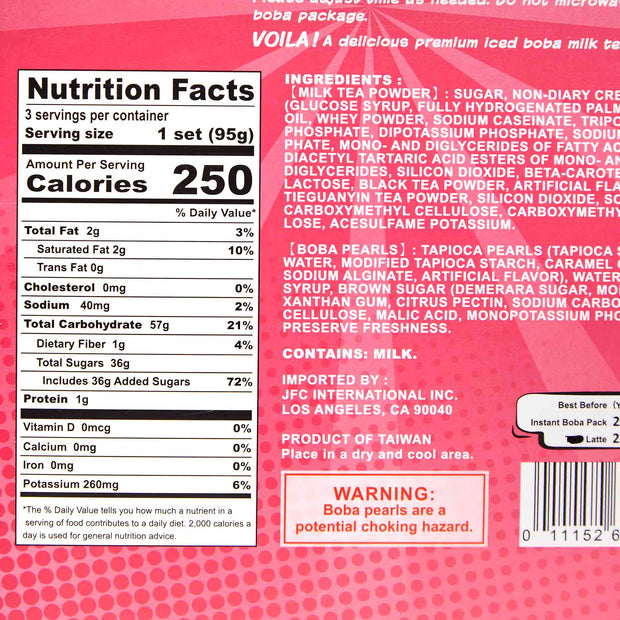 Please adjust time as needed. Do not microwav
boba package.
VOILA! A delicious premium iced boba milk te
Nutrition Facts
3 servings per container
Serving size 1 set (95g)
Amount Per Serving
Calories 250
% Daily Value*
Total Fat 2g 3%
Saturated Fat 2g 10%
Trans Fat 0g
Cholesterol 0mg 0%
Sodium 40mg 2%
Total Carbohydrate 57g 21%
Dietary Fiber 1g 4%
Total Sugars 36g
Includes 36g Added Sugars 72%
Protein 1g
Vitamin D 0mcg 0%
Calcium 0mg 0%
Iron 0mg 0%
Potassium 260mg 6%
*The % Daily Value tells you how much a nutrient in a
serving of food contributes to a daily diet. 2,000 calories a
day is used for general nutrition advice.
INGREDIENTS :
[MILK TEA POWDER] : SUGAR, NON-DIARY CRE
(GLUCOSE SYRUP, FULLY HYDROGENATED PALM
OIL, WHEY POWDER, SODIUM CASEINATE, TRIPO
PHOSPHATE, DIPOTASSIUM PHOSPHATE, SODIUM
PHATE, MONO- AND DIGLYCERIDES OF FATTY AC
DIACETYL TARTARIC ACID ESTERS OF MONO- AN
DIGLYCERIDES, SILICON DIOXIDE, BETA-CAROTE
LACTOSE, BLACK TEA POWDER, ARTIFICIAL FLA
TIEGUANYIN TEA POWDER, SILICON DIOXIDE, SO
CARBOXYMETHYL CELLULOSE, CARBOXYMETHY
LOSE, ACESULFAME POTASSIUM.
[BOBA PEARLS] : TAPIOCA PEARLS (TAPIOCA S
WATER, MODIFIED TAPIOCA STARCH, CARAMEL C
SODIUM ALGINATE, ARTIFICIAL FLAVOR), WATER
SYRUP, BROWN SUGAR (DEMERARA SUGAR, MO
XANTHAN GUM, CITRUS PECTIN, SODIUM CARBO
CELLULOSE, MALIC ACID, MONOPOTASSIUM PHO
PRESERVE FRESHNESS.
CONTAINS: MILK.
IMPORTED BY :
JFC INTERNATIONAL INC.
LOS ANGELES, CA 90040
PRODUCT OF TAIWAN
Place in a dry and cool area.
WARNING:
Boba pearls are a
potential choking hazard.
Best Before (Y
Instant Boba Pack 2
Latte 2
0 11152 6